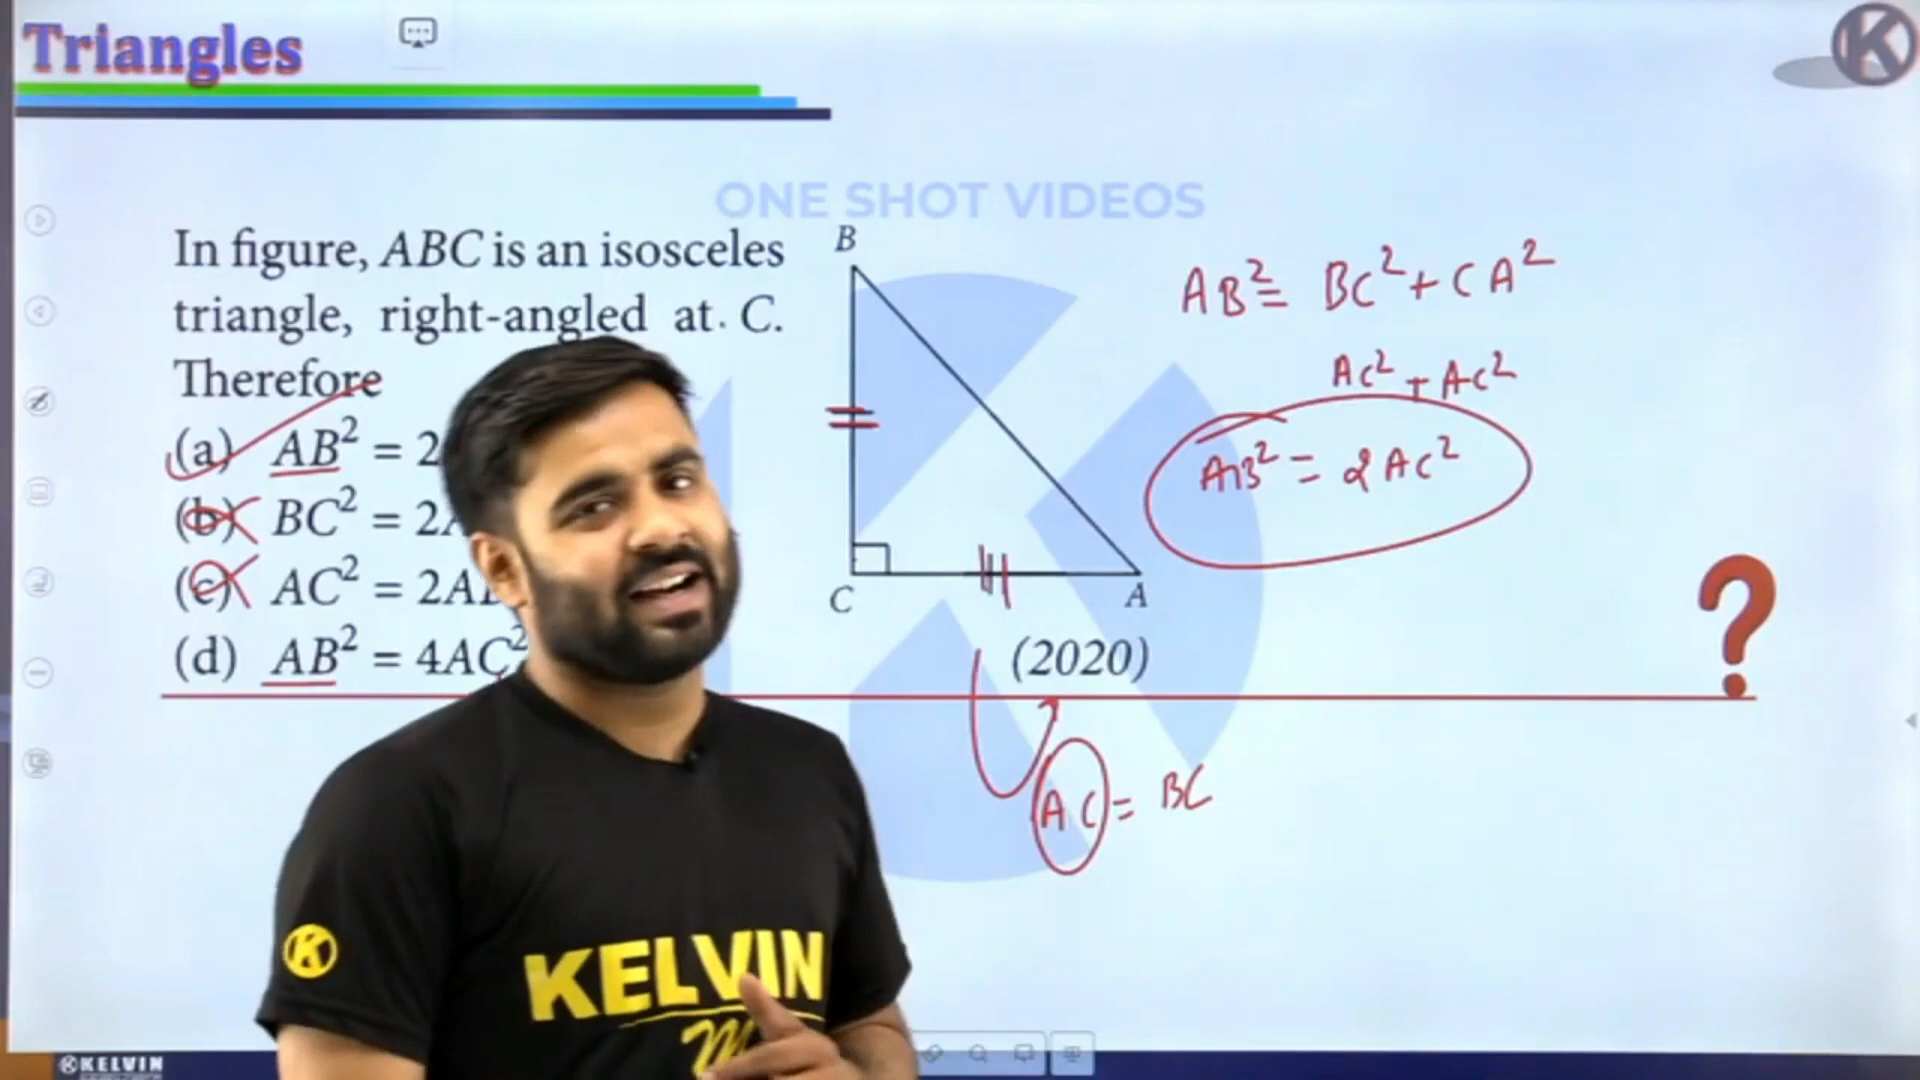 Triangles
K
ONE SHOT VIDEOS
In figure, ABC is an isosceles
triangle, right-angled at C.
Therefore
(a) AB² = 2
(b) BC² = 2A
(c) AC² = 2AB
(d) AB² = 4AC²
B
C
A
(2020)
AB² = BC² + CA²
AC² + AC²
AB² = 2AC²
?
AC = BC
K
KELVIN
KELVIN